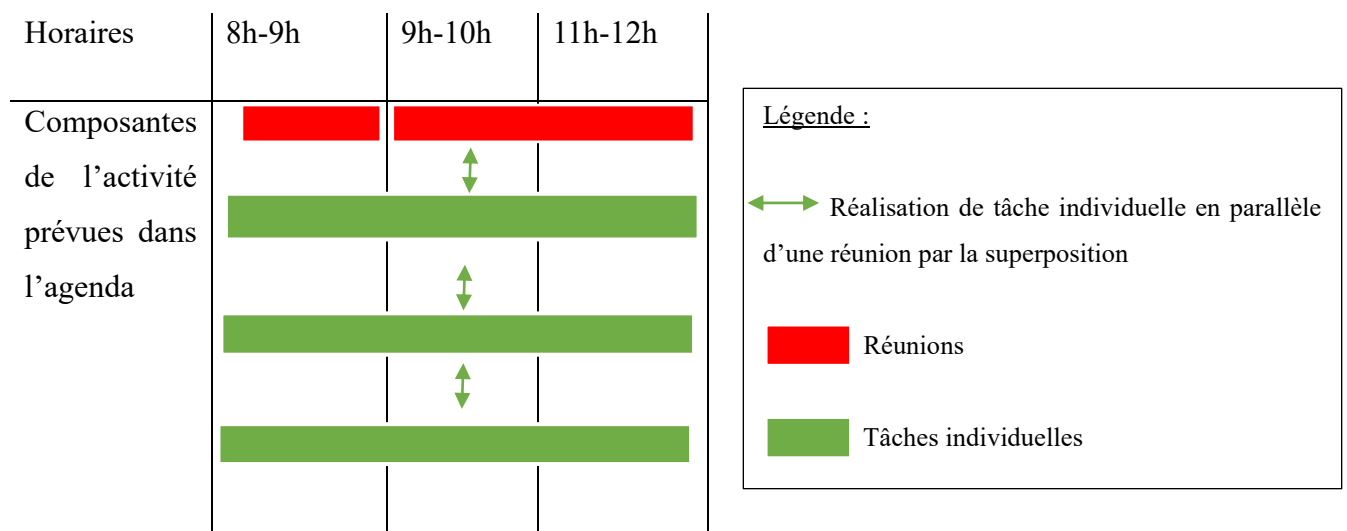 Horaires 8h-9h 9h-10h 11h-12h
Composantes
de l’activité
prévues dans
l’agenda
Légende :
Réalisation de tâche individuelle en parallèle
d’une réunion par la superposition
Réunions
Tâches individuelles